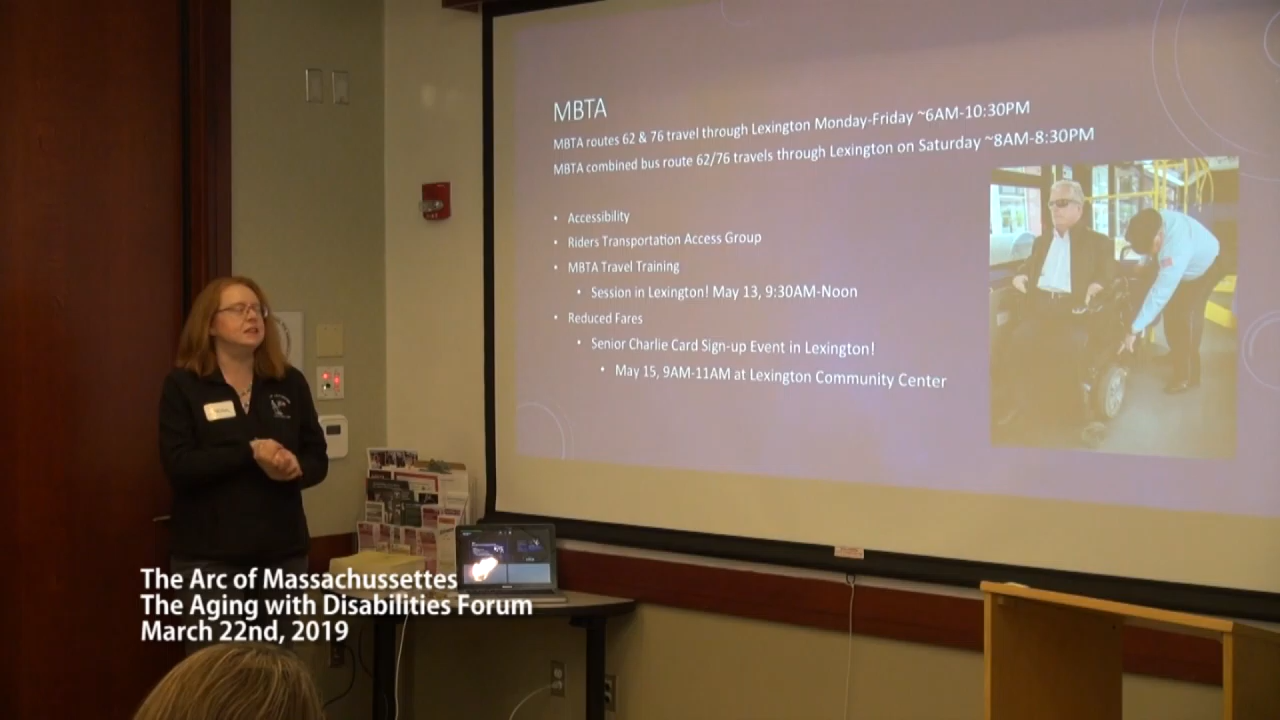 MBTA
MBTA routes 62 & 76 travel through Lexington Monday-Friday ~6AM-10:30PM
MBTA combined bus route 62/76 travels through Lexington on Saturday ~8AM-8:30PM
• Accessibility
• Riders Transportation Access Group
• MBTA Travel Training
• Session in Lexington! May 13, 9:30AM-Noon
• Reduced Fares
• Senior Charlie Card Sign-up Event in Lexington!
• May 15, 9AM-11AM at Lexington Community Center
The Arc of Massachussettes
The Aging with Disabilities Forum
March 22nd, 2019